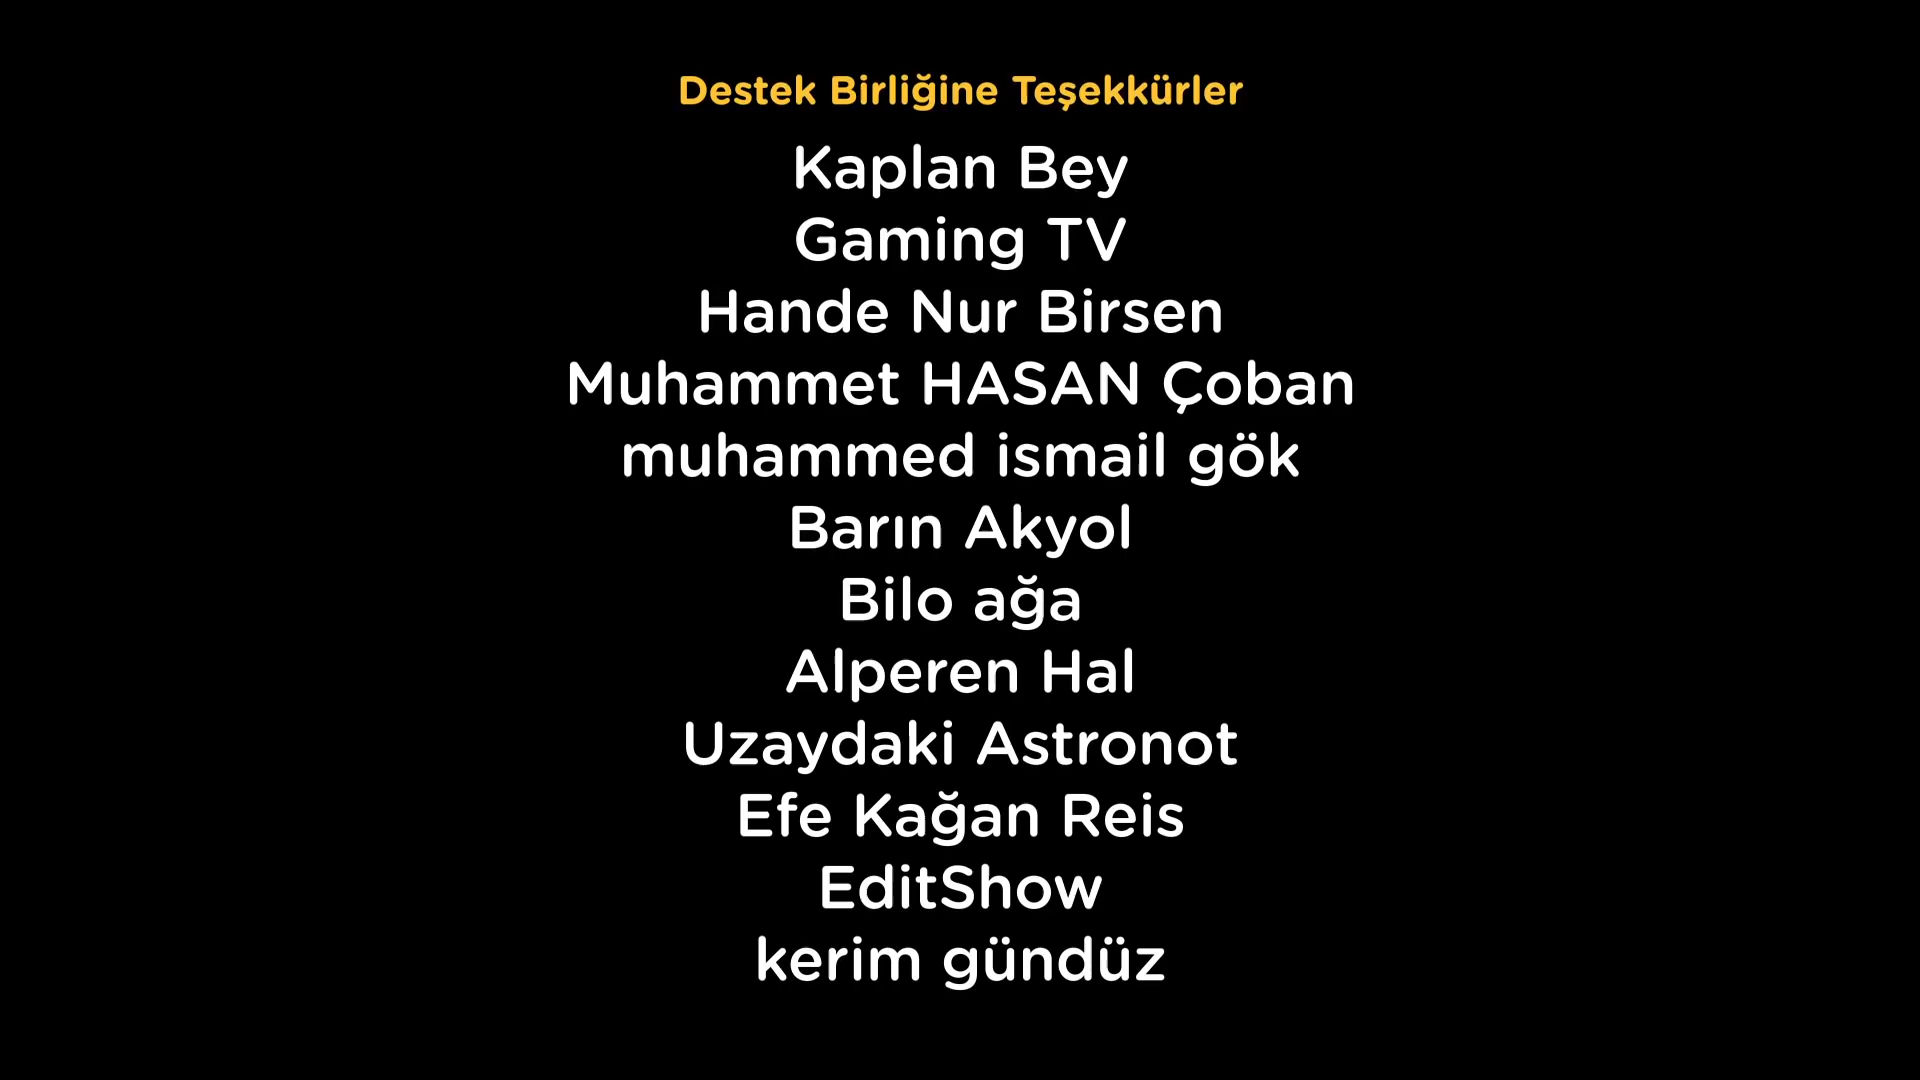 Destek Birliğine Teşekkürler
Kaplan Bey
Gaming TV
Hande Nur Birsen
Muhammet HASAN Çoban
muhammed ismail gök
Barın Akyol
Bilo ağa
Alperen Hal
Uzaydaki Astronot
Efe Kağan Reis
EditShow
kerim gündüz